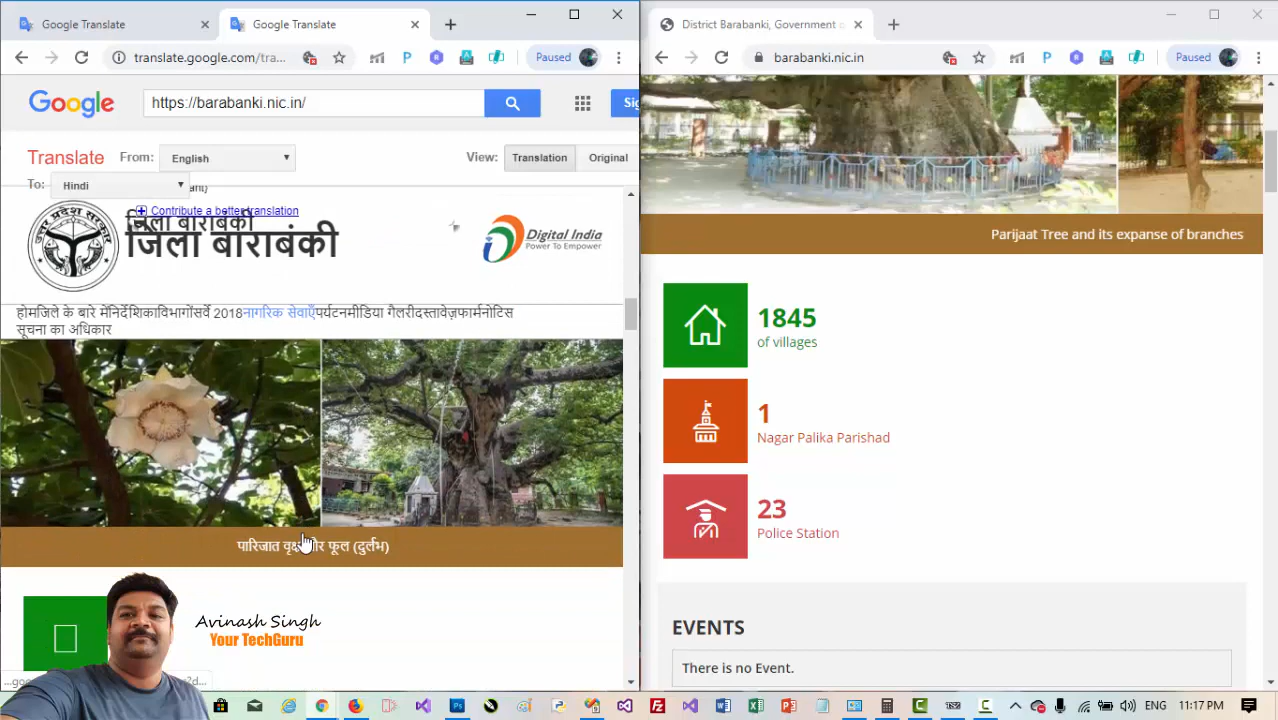 Google Translate
Google Translate
translate.google.com/tra...
Paused
Google
https://barabanki.nic.in/
Translate
From:
English
View:
Translation
Original
To:
Hindi
Contribute a better translation
जिला बाराबंकी
जिला बाराबंकी
Digital India
Power To Empower
होमजिले के बारे मेंनिर्देशिकाविभागोंसर्वे 2018नागरिक सेवाएँपर्यटनमीडिया गैलरीदस्तावेज़फार्मनोटिस
सूचना का अधिकार
पारिजात वृक्ष फूल (दुर्लभ)
Avinash Singh
Your TechGuru
District Barabanki, Government
barabanki.nic.in
Paused
Parijaat Tree and its expanse of branches
1845
of villages
1
Nagar Palika Parishad
23
Police Station
EVENTS
There is no Event.
ENG
11:17 PM